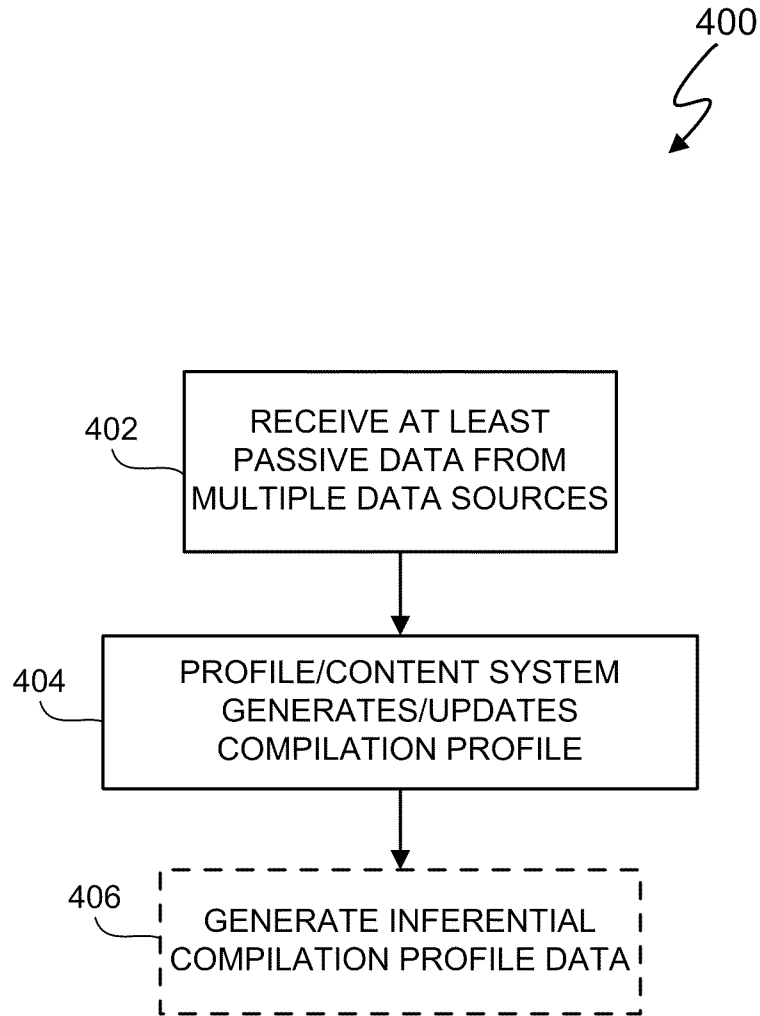 400
402
RECEIVE AT LEAST
PASSIVE DATA FROM
MULTIPLE DATA SOURCES
404
PROFILE/CONTENT SYSTEM
GENERATES/UPDATES
COMPILATION PROFILE
406
GENERATE INFERENTIAL
COMPILATION PROFILE DATA